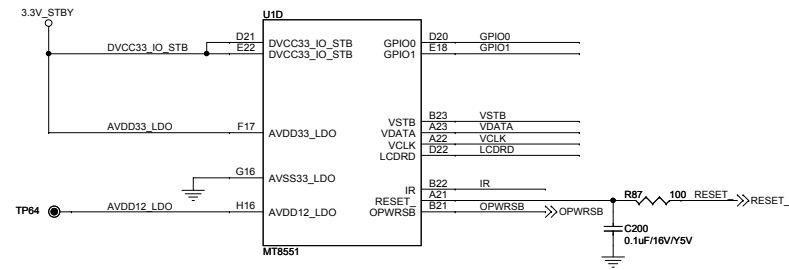 3.3V_STBY
U1D
D21 DVCC33_IO_STB GPIO0 D20 GPIO0
DVCC33_IO_STB E22 DVCC33_IO_STB GPIO1 E18 GPIO1
VSTB B23 VSTB
AVDD33_LDO F17 AVDD33_LDO VDATA A23 VDATA
VCLK A22 VCLK
LCDRD D22 LCDRD
G16 AVSS33_LDO
IR B22 IR
RESET_ A21 R87 100 RESET_ RESET_
TP64 AVDD12_LDO H16 AVDD12_LDO OPWRSB B21 OPWRSB OPWRSB
C200
0.1uF/16V/Y5V
MT8551